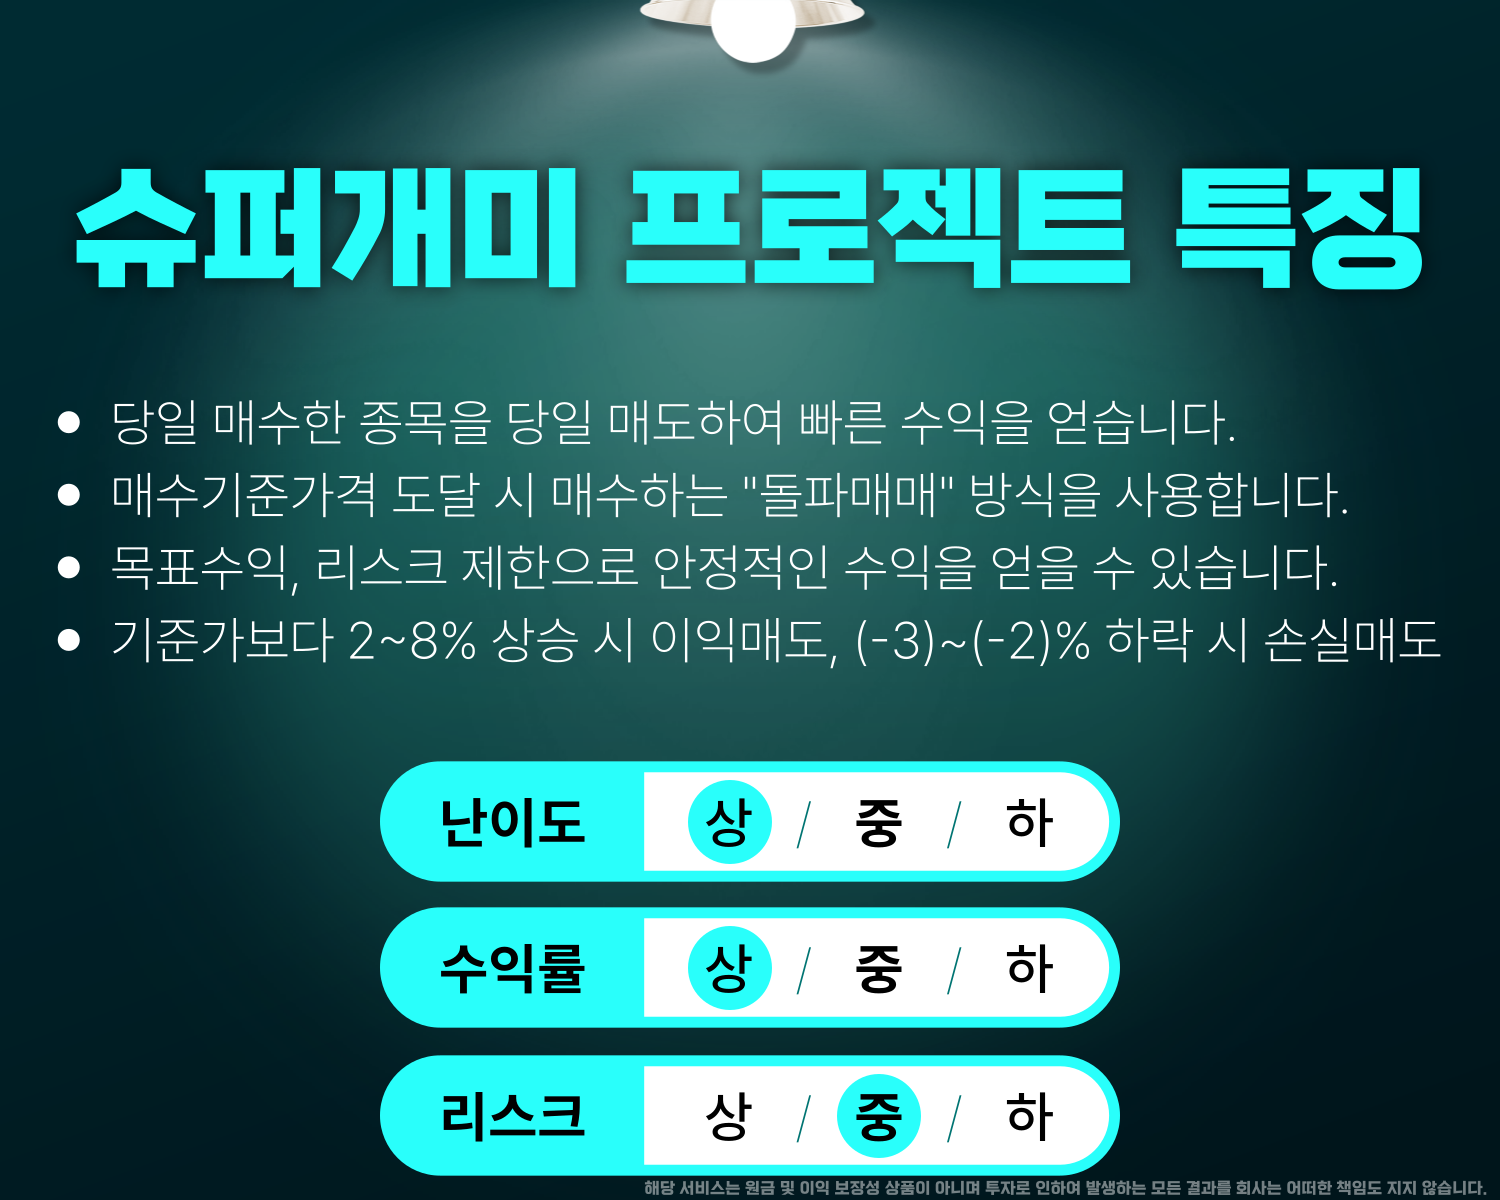 슈퍼개미 프로젝트 특징
● 당일 매수한 종목을 당일 매도하여 빠른 수익을 얻습니다.
● 매수기준가격 도달 시 매수하는 "돌파매매" 방식을 사용합니다.
● 목표수익, 리스크 제한으로 안정적인 수익을 얻을 수 있습니다.
● 기준가보다 2~8% 상승 시 이익매도, (-3)~(-2)% 하락 시 손실매도
난이도 상 / 중 / 하
수익률 상 / 중 / 하
리스크 상 / 중 / 하
해당 서비스는 원금 및 이익 보장성 상품이 아니며 투자로 인하여 발생하는 모든 결과를 회사는 어떠한 책임도 지지 않습니다.